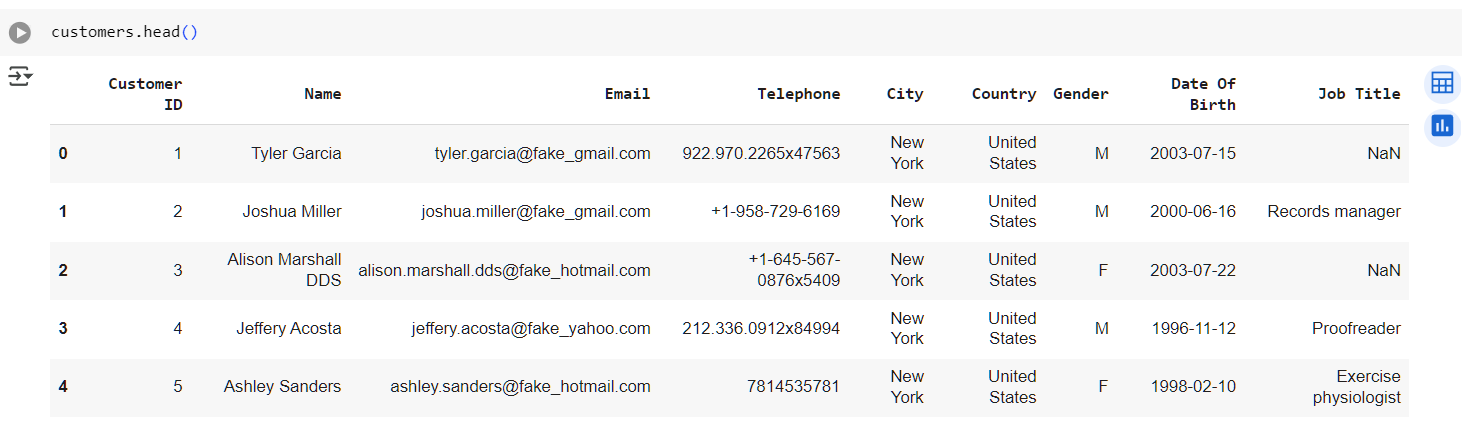 customers.head()
Customer ID Name Email Telephone City Country Gender Date Of Birth Job Title
0 1 Tyler Garcia tyler.garcia@fake_gmail.com 922.970.2265x47563 New York United States M 2003-07-15 NaN
1 2 Joshua Miller joshua.miller@fake_gmail.com +1-958-729-6169 New York United States M 2000-06-16 Records manager
2 3 Alison Marshall DDS alison.marshall.dds@fake_hotmail.com +1-645-567-0876x5409 New York United States F 2003-07-22 NaN
3 4 Jeffery Acosta jeffery.acosta@fake_yahoo.com 212.336.0912x84994 New York United States M 1996-11-12 Proofreader
4 5 Ashley Sanders ashley.sanders@fake_hotmail.com 7814535781 New York United States F 1998-02-10 Exercise physiologist